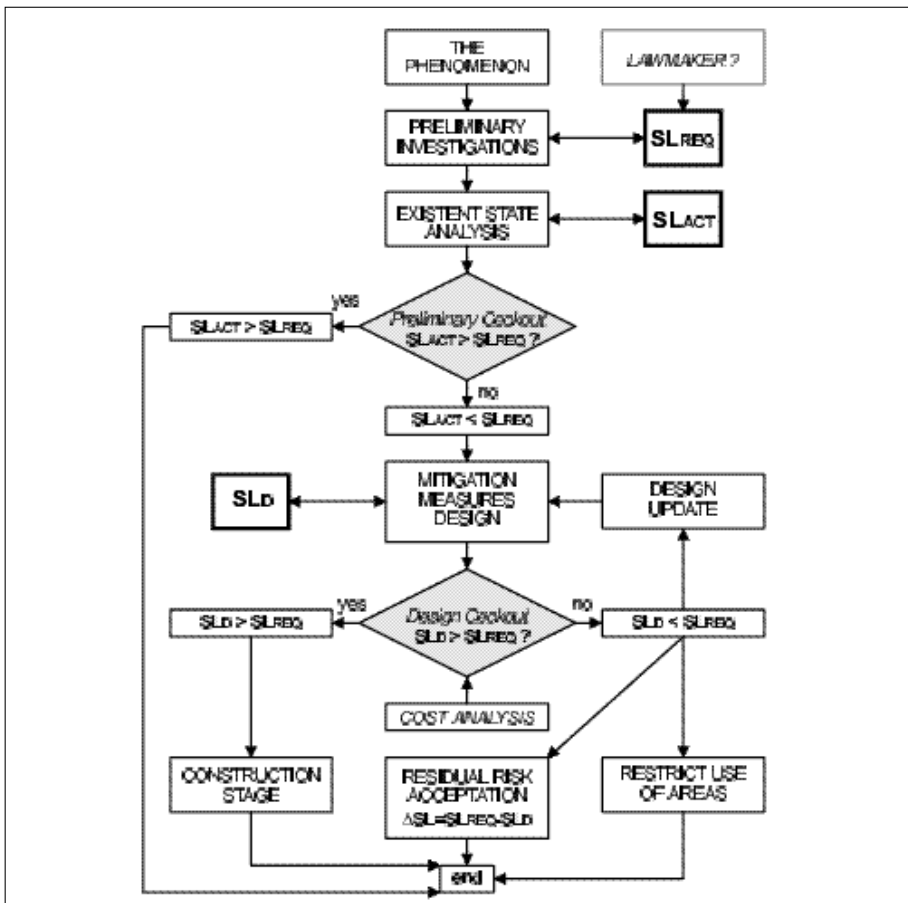 THE
PHENOMENON
¿LAWMAKER?
PRELIMINARY
INVESTIGATIONS
SLREQ
EXISTENT STATE
ANALYSIS
SLACT
yes
SLACT > SLREQ
Preliminary Ceckout
SLACT > SLREQ ?
no
SLACT < SLREQ
SLD
MITIGATION
MEASURES
DESIGN
DESIGN
UPDATE
yes
no
SLD > SLREQ
Design Ceckout
SLD > SLREQ ?
SLD < SLREQ
COST ANALYSIS
CONSTRUCTION
STAGE
RESIDUAL RISK
ACCEPTATION
ΔSL=SLREQ-SLD
RESTRICT USE
OF AREAS
end